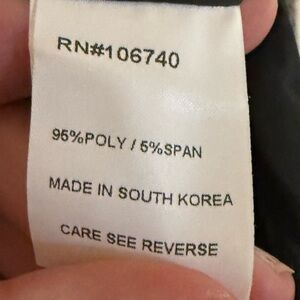 RN#106740
95%POLY / 5%SPAN
MADE IN SOUTH KOREA
CARE SEE REVERSE